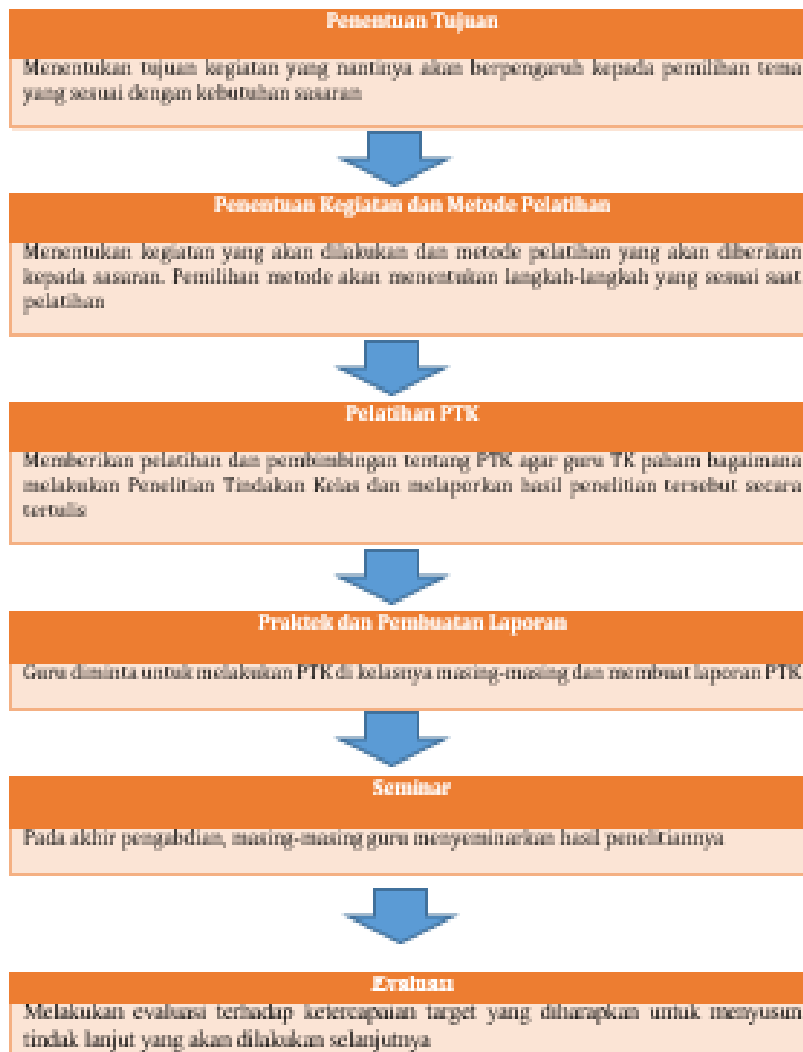 Penentuan Tujuan
Menentukan tujuan kegiatan yang nantinya akan berpengaruh kepada pemilihan tema
yang sesuai dengan kebutuhan sasaran
Penentuan Kegiatan dan Metode Pelatihan
Menentukan kegiatan yang akan dilakukan dan metode pelatihan yang akan diberikan
kepada sasaran. Pemilihan metode akan menentukan langkah-langkah yang sesuai saat
pelatihan
Pelatihan PTK
Memberikan pelatihan dan pembimbingan tentang PTK agar guru TK paham bagaimana
melakukan Penelitian Tindakan Kelas dan melaporkan hasil penelitian tersebut secara
tertulis
Praktek dan Pembuatan Laporan
Guru diminta untuk melakukan PTK di kelasnya masing-masing dan membuat laporan PTK
Seminar
Pada akhir pengabdian, masing-masing guru menyeminarkan hasil penelitiannya
Evaluasi
Melakukan evaluasi terhadap ketercapaian target yang diharapkan untuk menyusun
tindak lanjut yang akan dilakukan selanjutnya